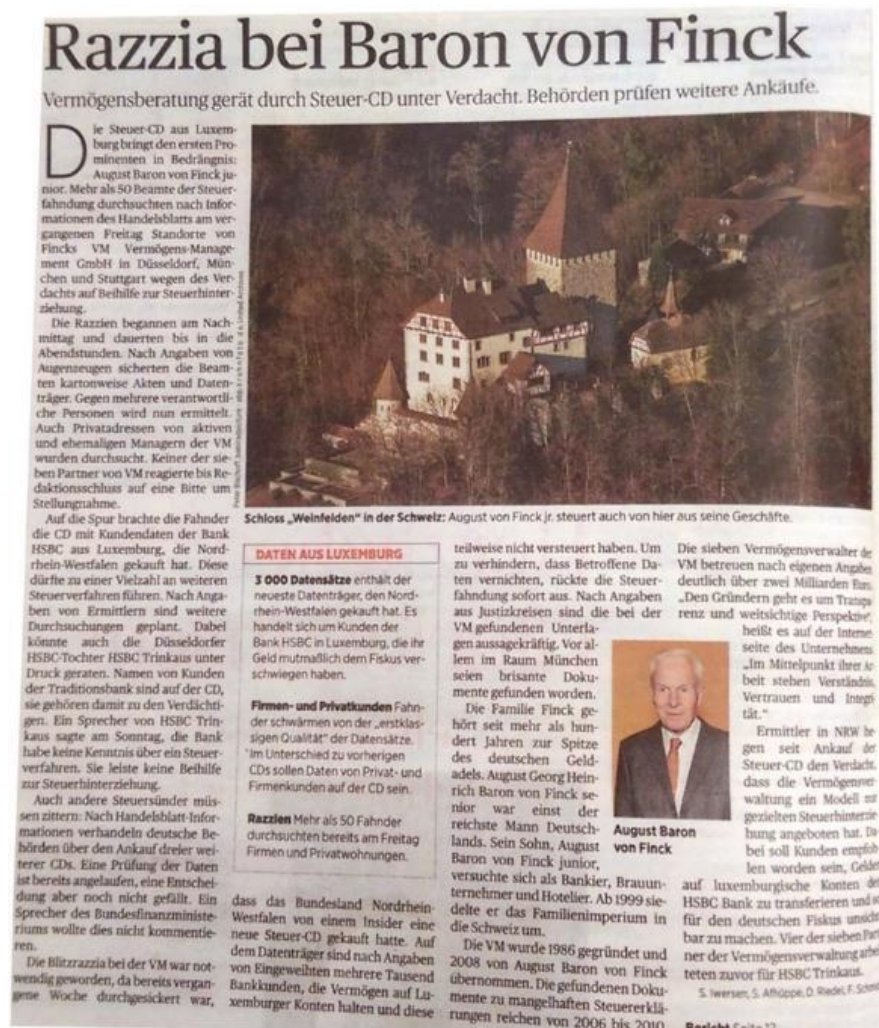 Razzia bei Baron von Finck
Vermögensberatung gerät durch Steuer-CD unter Verdacht. Behörden prüfen weitere Ankäufe.
Die Steuer-CD aus Luxem-
burg bringt den ersten Pro-
minenten in Bedrängnis:
August Baron von Finck ju-
nior. Mehr als 50 Beamte der Steuer-
fahndung durchsuchten nach Infor-
mationen des Handelsblatts am ver-
gangenen Freitag Standorte von
Fincks VM Vermögens-Manage-
ment GmbH in Düsseldorf, Mün-
chen und Stuttgart wegen des Ver-
dachts auf Beihilfe zur Steuerhinter-
ziehung.
Die Razzien begannen am Nach-
mittag und dauerten bis in die
Abendstunden. Nach Angaben von
Augenzeugen sicherten die Beam-
ten kartonweise Akten und Daten-
träger. Gegen mehrere verantwortli-
che Personen wird nun ermittelt.
Auch Privatadressen von aktiven
und ehemaligen Managern der VM
wurden durchsucht. Keiner der sie-
ben Partner von VM reagierte bis Re-
daktionsschluss auf eine Bitte um
Stellungnahme.
Auf die Spur brachte die Fahnder
die CD mit Kundendaten der Bank
HSBC aus Luxemburg, die Nord-
rhein-Westfalen gekauft hat. Diese
dürfte zu einer Vielzahl an weiteren
Steuerverfahren führen. Nach Anga-
ben von Ermittlern sind weitere
Durchsuchungen geplant. Dabei
könnte auch die Düsseldorfer
HSBC-Tochter HSBC Trinkaus unter
Druck geraten. Namen von Kunden
der Traditionsbank sind auf der CD,
sie gehören damit zu den Verdächti-
gen. Ein Sprecher von HSBC Trin-
kaus sagte am Sonntag, die Bank
habe keine Kenntnis über ein Steuer-
verfahren. Sie leiste keine Beihilfe
zur Steuerhinterziehung.
Auch andere Steuersünder müs-
sen zittern: Nach Handelsblatt-Infor-
mationen verhandeln deutsche Be-
hörden über den Ankauf dreier wei-
terer CDs. Eine Prüfung der Daten
ist bereits angelaufen, eine Entschei-
dung aber noch nicht gefällt. Ein
Sprecher des Bundesfinanzministe-
riums wollte dies nicht kommentie-
ren.
Die Blitzrazzia bei der VM war not-
wendig geworden, da bereits vergan-
gene Woche durchgesickert war,
Schloss „Weinfelden“ in der Schweiz: August von Finck jr. steuert auch von hier aus seine Geschäfte.
DATEN AUS LUXEMBURG
3 000 Datensätze enthält der
neueste Datenträger, den Nord-
rhein-Westfalen gekauft hat. Es
handelt sich um Kunden der
Bank HSBC in Luxemburg, die ihr
Geld mutmaßlich dem Fiskus ver-
schwiegen haben.
Firmen- und Privatkunden Fahn-
der schwärmen von der „erstklas-
sigen Qualität“ der Datensätze.
Im Unterschied zu vorherigen
CDs sollen Daten von Privat- und
Firmenkunden auf der CD sein.
Razzien Mehr als 50 Fahnder
durchsuchten bereits am Freitag
Firmen und Privatwohnungen.
dass das Bundesland Nordrhein-
Westfalen von einem Insider eine
neue Steuer-CD gekauft hatte. Auf
dem Datenträger sind nach Angaben
von Eingeweihten mehrere Tausend
Bankkunden, die Vermögen auf Lu-
xemburger Konten halten und diese
teilweise nicht versteuert haben. Um
zu verhindern, dass Betroffene Da-
ten vernichten, rückte die Steuer-
fahndung sofort aus. Nach Angaben
aus Justizkreisen sind die bei der
VM gefundenen Unterla-
gen aussagekräftig. Vor al-
lem im Raum München
seien brisante Doku-
mente gefunden worden.
Die Familie Finck ge-
hört seit mehr als hun-
dert Jahren zur Spitze
des deutschen Geld-
adels. August Georg Hein-
rich Baron von Finck se-
nior war einst der
reichste Mann Deutsch-
lands. Sein Sohn, August
Baron von Finck junior,
versuchte sich als Bankier, Brauun-
ternehmer und Hotelier. Ab 1999 sie-
delte er das Familienimperium in
die Schweiz um.
Die VM wurde 1986 gegründet und
2008 von August Baron von Finck
übernommen. Die gefundenen Doku-
mente zu mangelhaften Steuererklä-
rungen reichen von 2006 bis 2010.
August Baron
von Finck
Die sieben Vermögensverwalter der
VM betreuen nach eigenen Angaben
deutlich über zwei Milliarden Euro.
„Den Gründern geht es um Transpa-
renz und weitsichtige Perspektive“,
heißt es auf der Internet-
seite des Unternehmens.
„Im Mittelpunkt ihrer Ar-
beit stehen Verständnis,
Vertrauen und Integri-
tät.“
Ermittler in NRW he-
gen seit Ankauf der
Steuer-CD den Verdacht,
dass die Vermögensver-
waltung ein Modell zur
gezielten Steuerhinterzie-
hung angeboten hat. Da-
bei soll Kunden empfoh-
len worden sein, Gelder
auf luxemburgische Konten der
HSBC Bank zu transferieren und so
für den deutschen Fiskus unsicht-
bar zu machen. Vier der sieben Part-
ner der Vermögensverwaltung arbei-
teten zuvor für HSBC Trinkaus.
S. Iwersen, S. Afhüppe, D. Riedel, F.
Bericht Seite 12